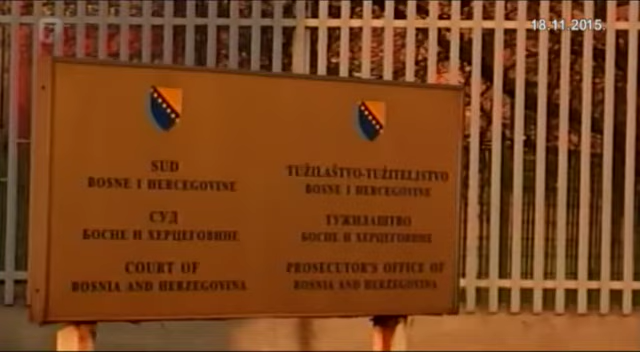 18.11.2015.
SUD
BOSNE I HERCEGOVINE
СУД
БОСНЕ И ХЕРЦЕГОВИНЕ
COURT OF
BOSNIA AND HERZEGOVINA
TUŽILAŠTVO-TUŽITELJSTVO
BOSNE I HERCEGOVINE
ТУЖИЛАШТВО
БОСНЕ И ХЕРЦЕГОВИНЕ
PROSECUTOR'S OFFICE OF
BOSNIA AND HERZEGOVINA